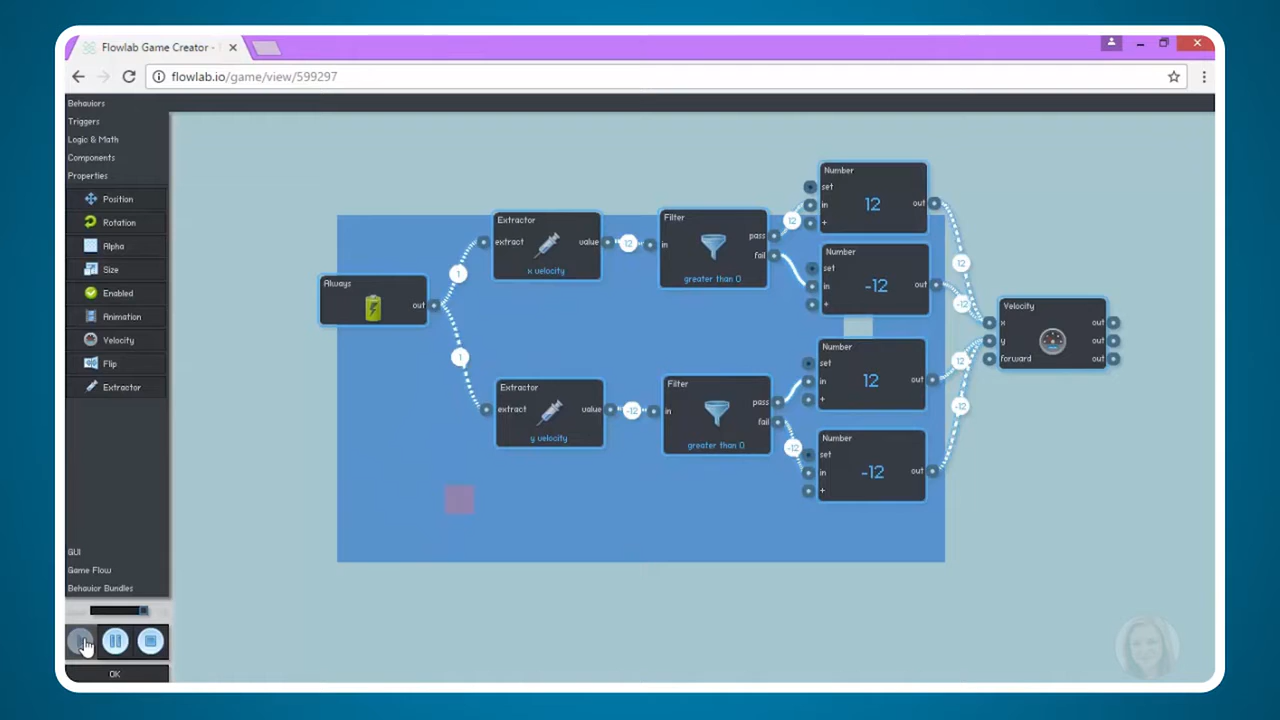 Flowlab Game Creator -
flowlab.io/game/view/599297
Behaviors
Triggers
Logic & Math
Components
Properties
Position
Rotation
Alpha
Size
Enabled
Animation
Velocity
Flip
Extractor
GUI
Game Flow
Behavior Bundles
OK
Always
out
1
1
Extractor
extract
value
x velocity
12
Filter
in
pass
fail
greater than 0
12
Number
set
in
+
12
out
Number
set
in
+
-12
out
12
-12
Extractor
extract
value
y velocity
-12
Filter
in
pass
fail
greater than 0
-12
Number
set
in
+
12
out
Number
set
in
+
-12
out
12
-12
Velocity
x
out
y
out
forward
out